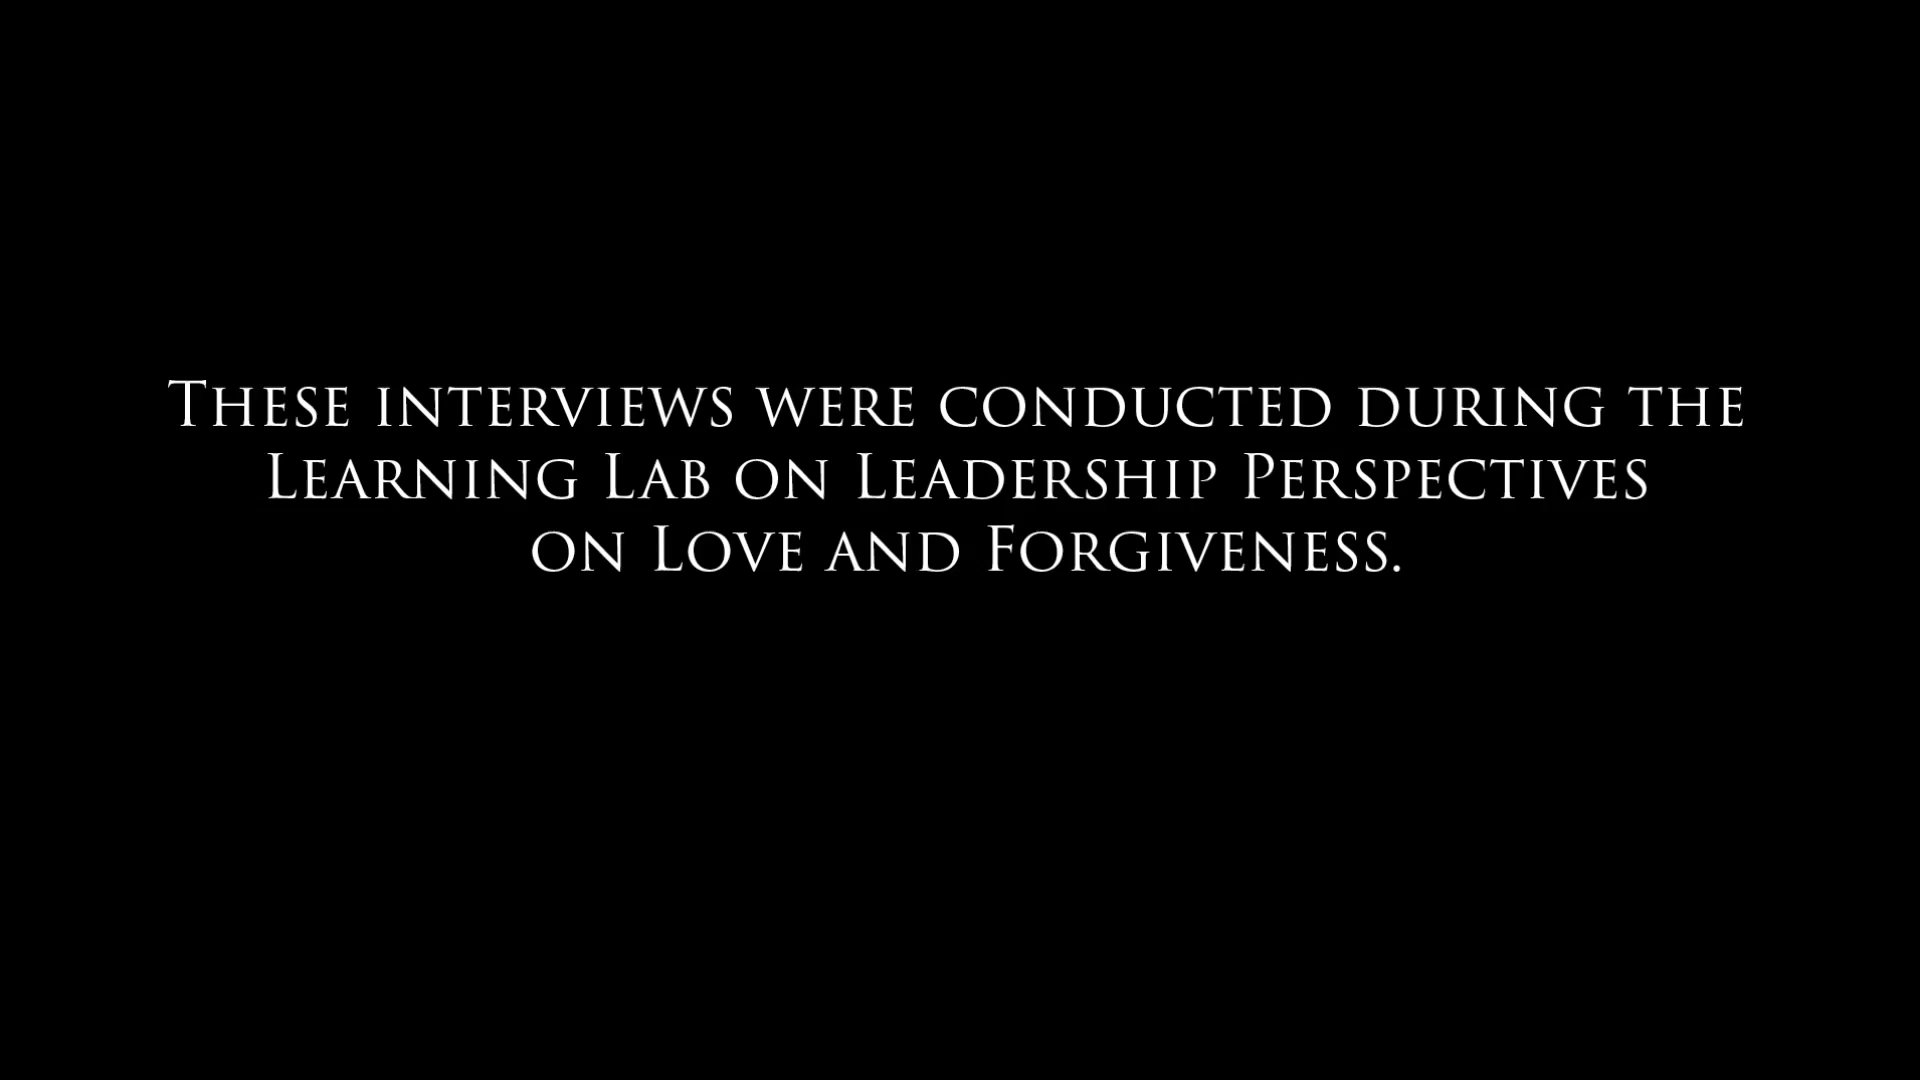 These interviews were conducted during the
Learning Lab on Leadership Perspectives
on Love and Forgiveness.